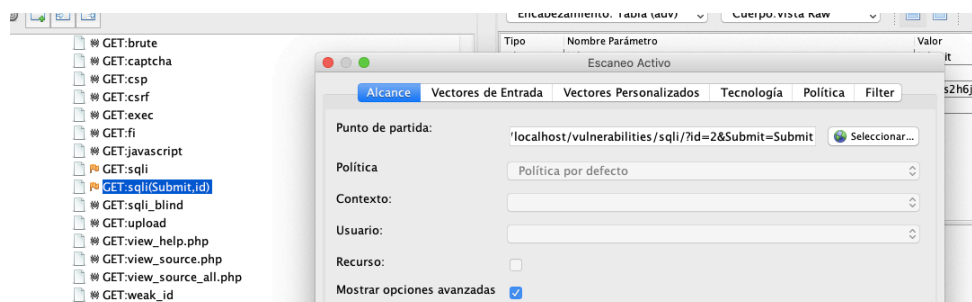 Encabezamiento: Tabla (adv) Cuerpo:Vista Raw
Tipo Nombre Parámetro Valor
GET:brute
GET:captcha
GET:csp
GET:csrf
GET:exec
GET:fi
GET:javascript
GET:sqli
GET:sqli(Submit,id)
GET:sqli_blind
GET:upload
GET:view_help.php
GET:view_source.php
GET:view_source_all.php
GET:weak_id
Escaneo Activo
Alcance Vectores de Entrada Vectores Personalizados Tecnología Política Filter
Punto de partida: /localhost/vulnerabilities/sqli/?id=2&Submit=Submit Seleccionar...
Política Política por defecto
Contexto:
Usuario:
Recurso:
Mostrar opciones avanzadas
it
s2h6j